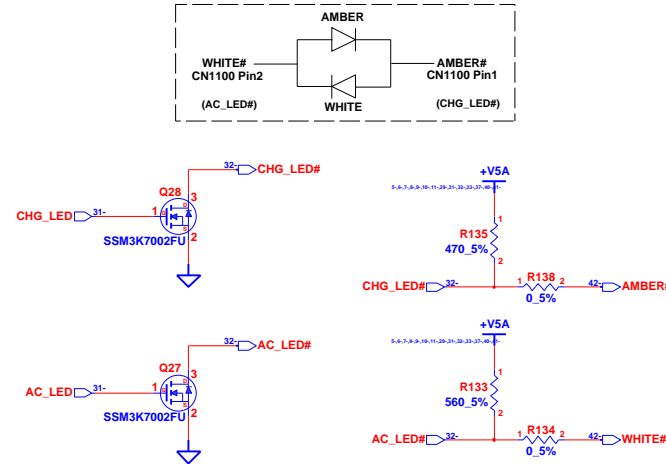 AMBER
WHITE#
CN1100 Pin2
AMBER#
CN1100 Pin1
(AC_LED#)
WHITE
(CHG_LED#)
32-
CHG_LED#
Q28
3
D
CHG_LED
31-
1
G
S
2
SSM3K7002FU
+V5A
1
R135
470_5%
2
CHG_LED#
32-
1
R138
2
0_5%
42-
AMBER#
32-
AC_LED#
Q27
3
D
AC_LED
31-
1
G
S
2
SSM3K7002FU
+V5A
1
R133
560_5%
2
AC_LED#
32-
1
R134
2
0_5%
42-
WHITE#